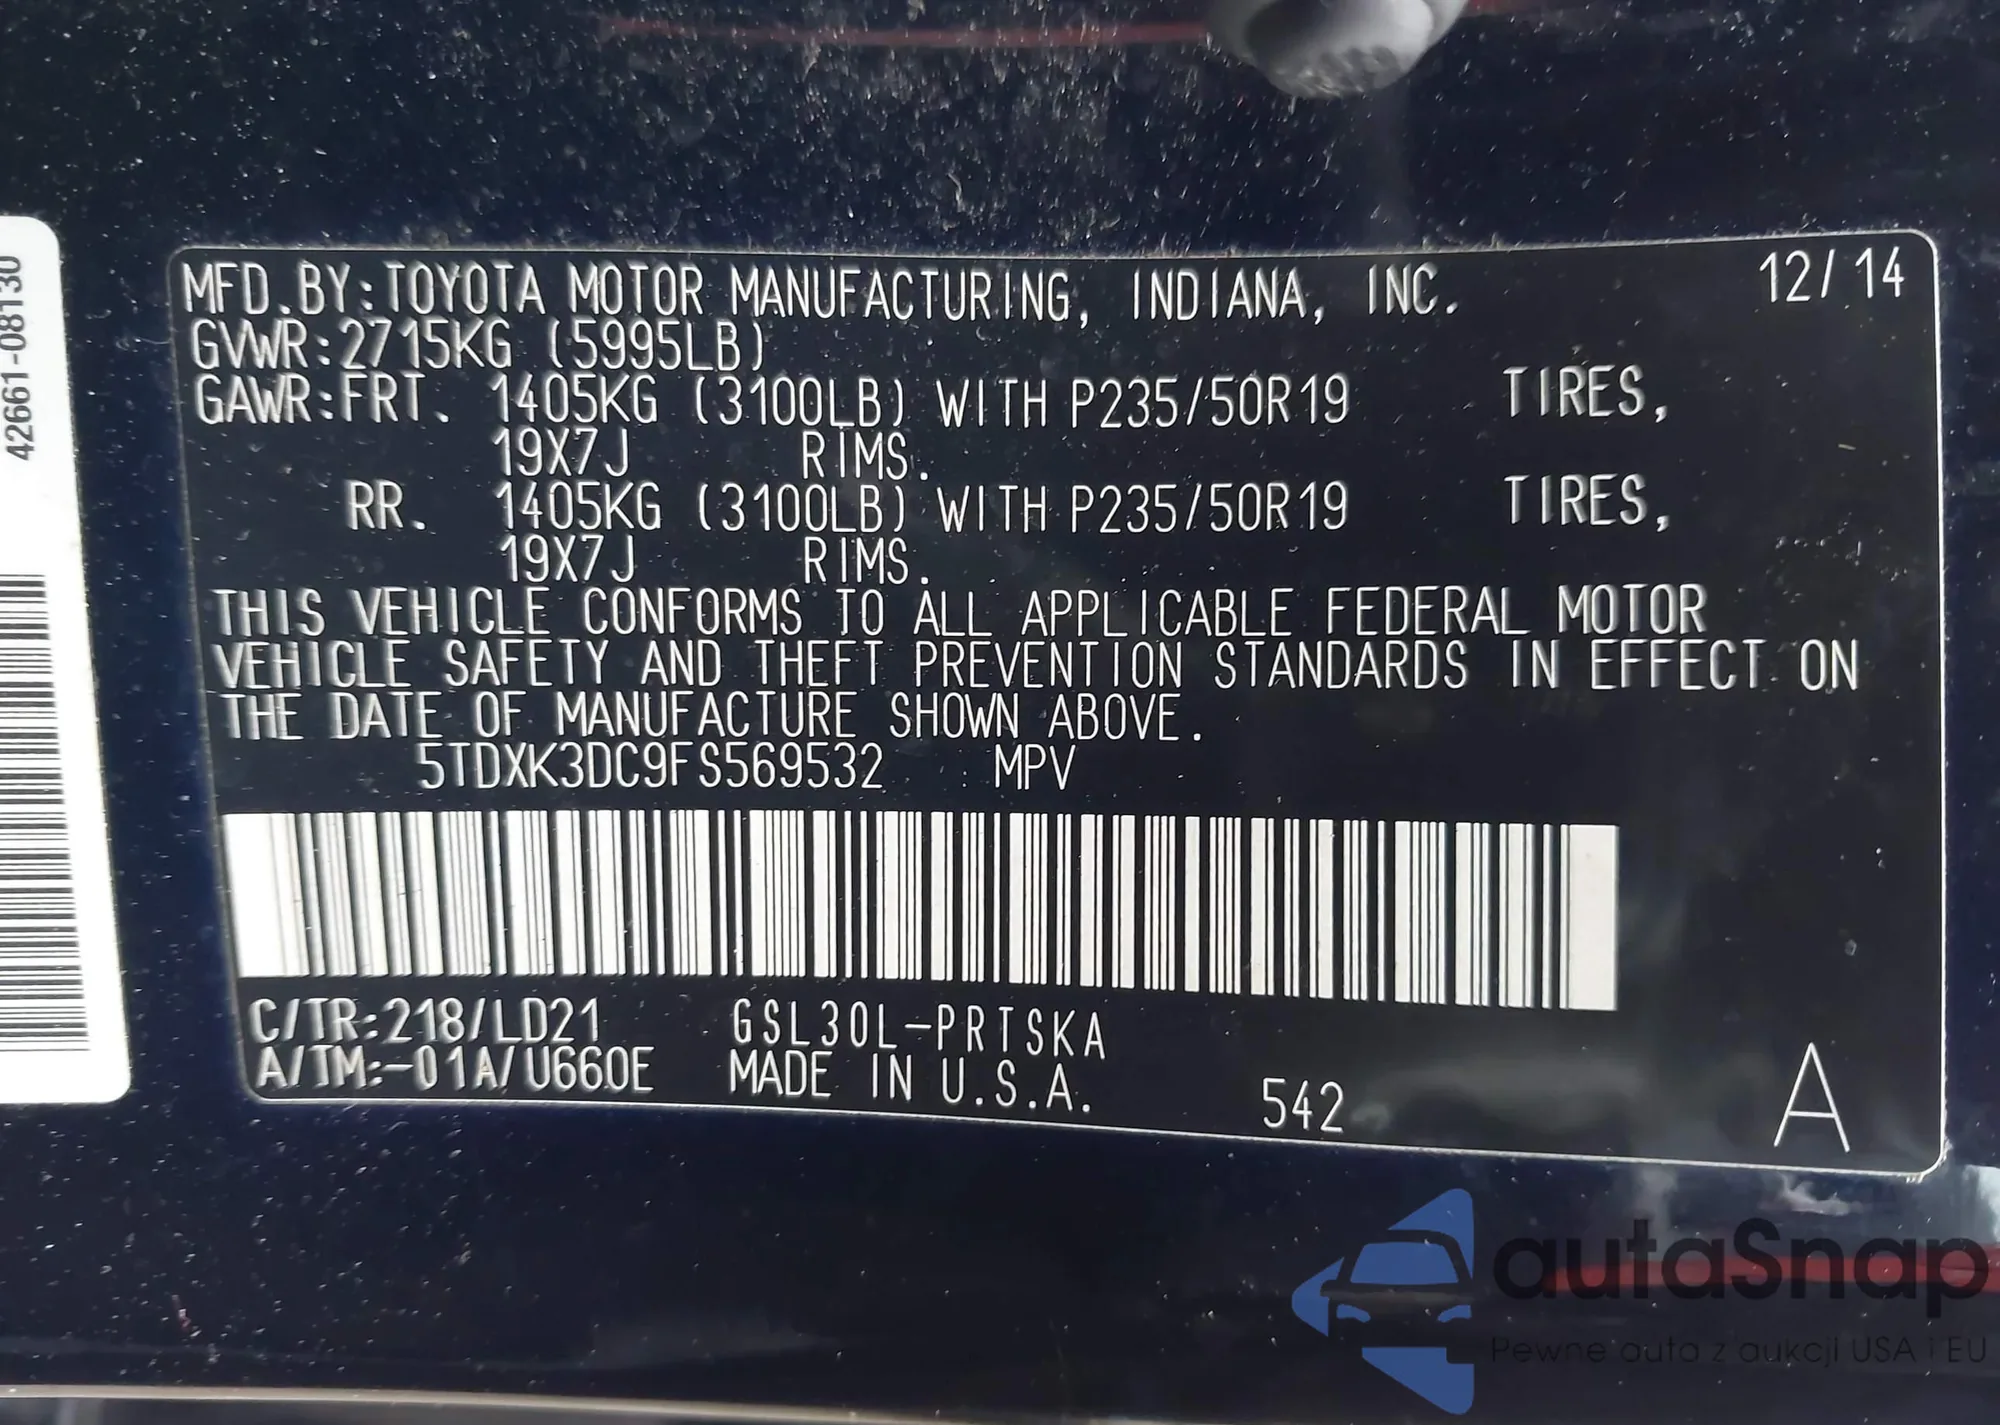 42661-08130
MFD.BY:TOYOTA MOTOR MANUFACTURING, INDIANA, INC. 12/14
GVWR:2715KG (5995LB)
GAWR:FRT. 1405KG (3100LB) WITH P235/50R19 TIRES,
19X7J RIMS.
RR. 1405KG (3100LB) WITH P235/50R19 TIRES,
19X7J RIMS.
THIS VEHICLE CONFORMS TO ALL APPLICABLE FEDERAL MOTOR
VEHICLE SAFETY AND THEFT PREVENTION STANDARDS IN EFFECT ON
THE DATE OF MANUFACTURE SHOWN ABOVE.
5TDXK3DC9FS569532 MPV
C/TR:218/LD21 GSL30L-PRTSKA
A/TM:-01A/U660E MADE IN U.S.A. 542 A
autoSnap
Pewne auta z aukcji USA i EU